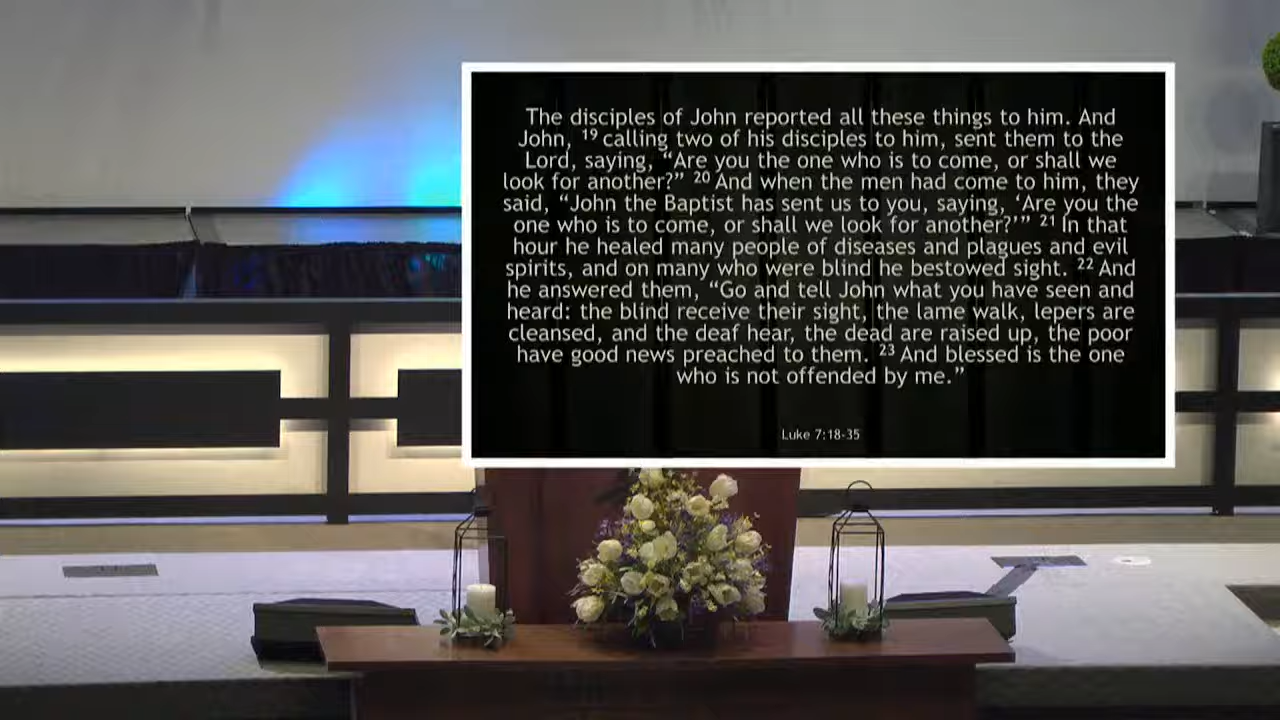 The disciples of John reported all these things to him. And
John, ¹⁹ calling two of his disciples to him, sent them to the
Lord, saying, “Are you the one who is to come, or shall we
look for another?” ²⁰ And when the men had come to him, they
said, “John the Baptist has sent us to you, saying, ‘Are you the
one who is to come, or shall we look for another?’” ²¹ In that
hour he healed many people of diseases and plagues and evil
spirits, and on many who were blind he bestowed sight. ²² And
he answered them, “Go and tell John what you have seen and
heard: the blind receive their sight, the lame walk, lepers are
cleansed, and the deaf hear, the dead are raised up, the poor
have good news preached to them. ²³ And blessed is the one
who is not offended by me.”
Luke 7:18-35